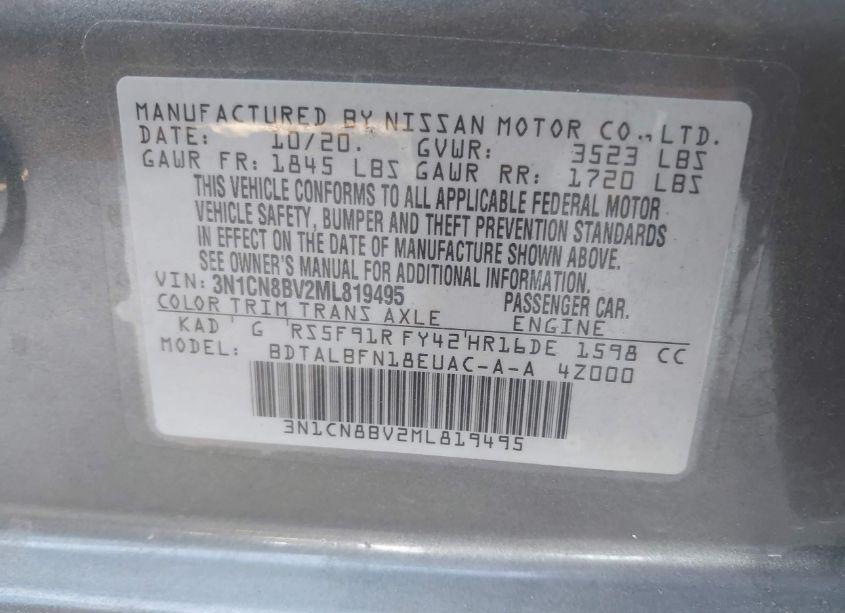 MANUFACTURED BY NISSAN MOTOR CO., LTD.
DATE: 10/20. GVWR: 3523 LBS
GAWR FR: 1845 LBS GAWR RR: 1720 LBS
THIS VEHICLE CONFORMS TO ALL APPLICABLE FEDERAL MOTOR
VEHICLE SAFETY, BUMPER AND THEFT PREVENTION STANDARDS
IN EFFECT ON THE DATE OF MANUFACTURE SHOWN ABOVE.
SEE OWNER'S MANUAL FOR ADDITIONAL INFORMATION.
VIN: 3N1CN8BV2ML819495 PASSENGER CAR.
COLOR TRIM TRANS AXLE ENGINE
KAD G RS5F91R FY42 HR16DE 1598 CC
MODEL: BDTALBFN18EUAC-A-A 4Z000
3N1CN8BV2ML819495